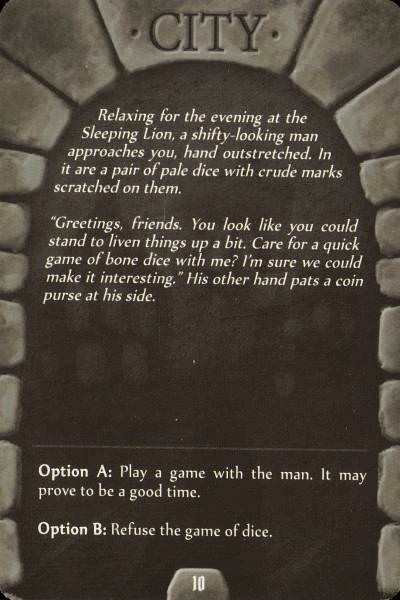 · CITY ·
Relaxing for the evening at the
Sleeping Lion, a shifty-looking man
approaches you, hand outstretched. In
it are a pair of pale dice with crude marks
scratched on them.
“Greetings, friends. You look like you could
stand to liven things up a bit. Care for a quick
game of bone dice with me? I’m sure we could
make it interesting.” His other hand pats a coin
purse at his side.
Option A: Play a game with the man. It may
prove to be a good time.
Option B: Refuse the game of dice.
10